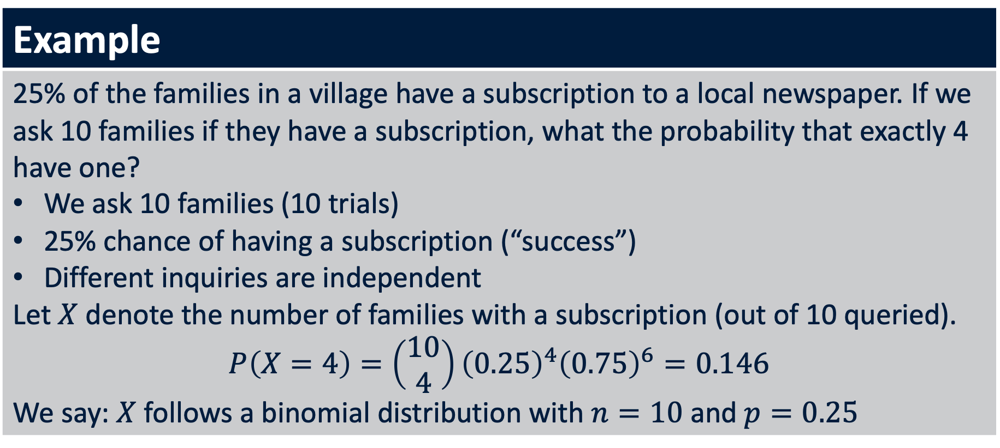 Example
25% of the families in a village have a subscription to a local newspaper. If we
ask 10 families if they have a subscription, what the probability that exactly 4
have one?
• We ask 10 families (10 trials)
• 25% chance of having a subscription (“success”)
• Different inquiries are independent
Let X denote the number of families with a subscription (out of 10 queried).
P(X = 4) = (10 4) (0.25)⁴(0.75)⁶ = 0.146
We say: X follows a binomial distribution with n = 10 and p = 0.25